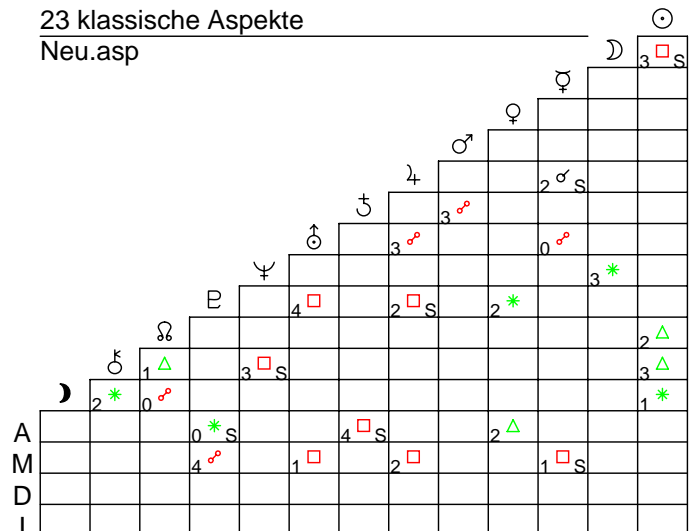 23 klassische Aspekte
Neu.asp
☉
☽ 3 □ S
☿
♀
♂
♃ 2 ☌ S
♄ 3 ☍
⛢ 3 ☍ 0 ☍
♆ 3 ⚹
♇ 4 □ 2 □ S 2 ⚹
☊ 2 △
⚷ 1 △ 3 □ S 3 △
⚸ 2 ⚹ 0 ☍ 1 ⚹
A 0 ⚹ S 4 □ S 2 △
M 4 ☍ 1 □ 2 □ 1 □ S
D